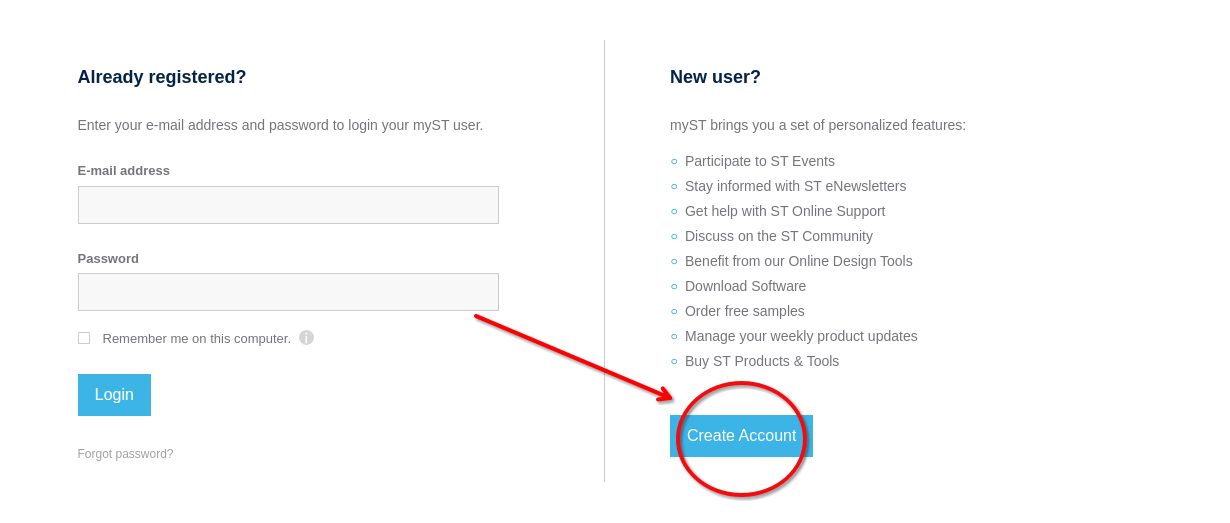 Already registered?
Enter your e-mail address and password to login your myST user.
E-mail address
Password
Remember me on this computer.
Login
Forgot password?
New user?
myST brings you a set of personalized features:
Participate to ST Events
Stay informed with ST eNewsletters
Get help with ST Online Support
Discuss on the ST Community
Benefit from our Online Design Tools
Download Software
Order free samples
Manage your weekly product updates
Buy ST Products & Tools
Create Account